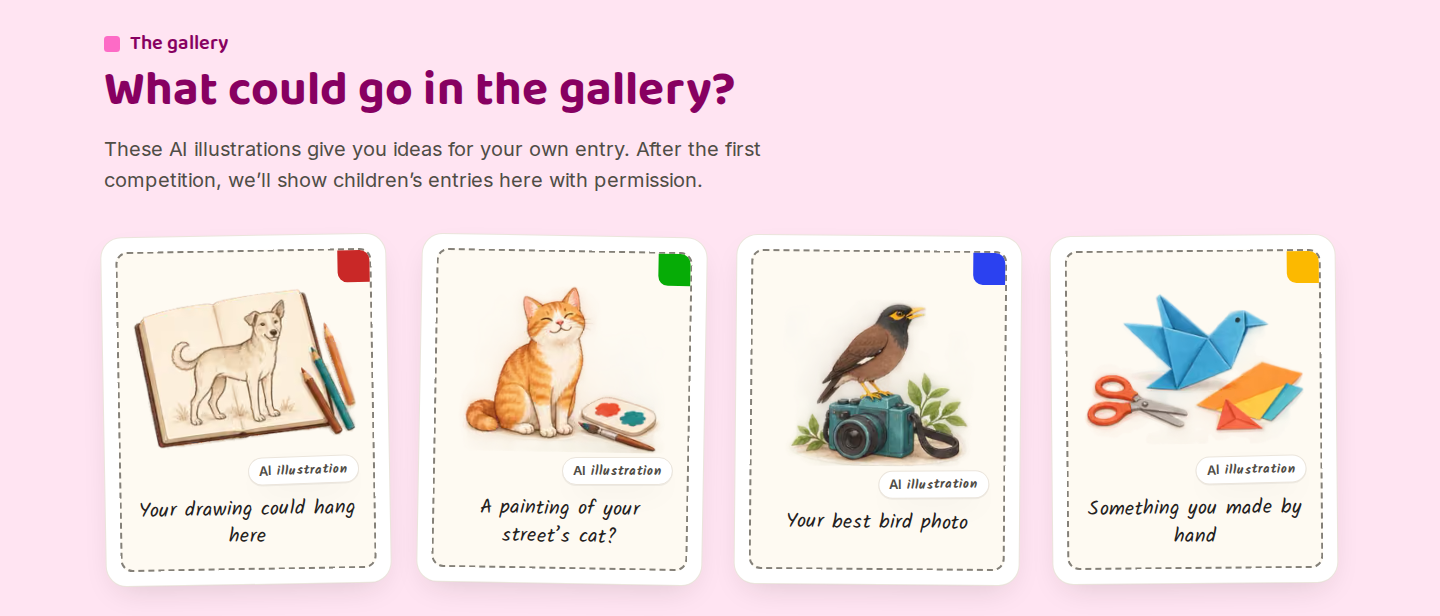 The gallery
What could go in the gallery?
These AI illustrations give you ideas for your own entry. After the first
competition, we’ll show children’s entries here with permission.
AI illustration
Your drawing could hang
here
AI illustration
A painting of your
street’s cat?
AI illustration
Your best bird photo
AI illustration
Something you made by
hand